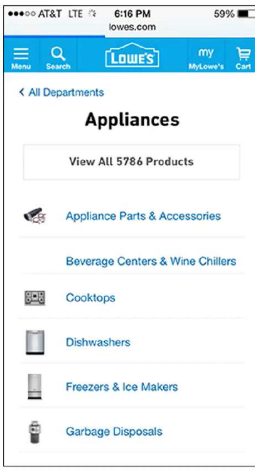 AT&T LTE 6:16 PM 59%
lowes.com
Menu Search LOWE'S my MyLowe's Cart
All Departments
Appliances
View All 5786 Products
Appliance Parts & Accessories
Beverage Centers & Wine Chillers
Cooktops
Dishwashers
Freezers & Ice Makers
Garbage Disposals